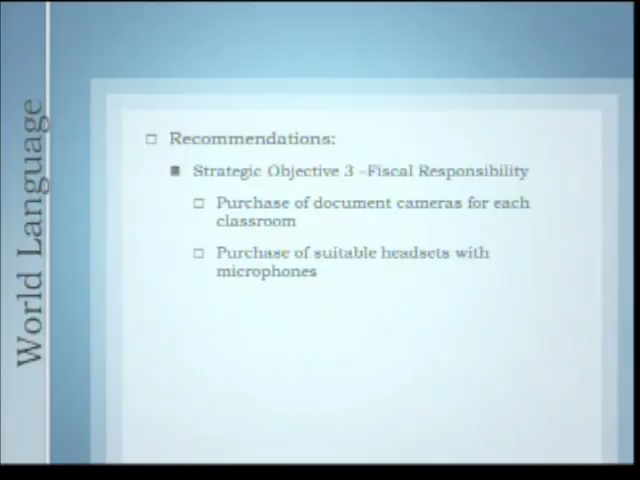 World Language
Recommendations:
Strategic Objective 3 –Fiscal Responsibility
Purchase of document cameras for each
classroom
Purchase of suitable headsets with
microphones